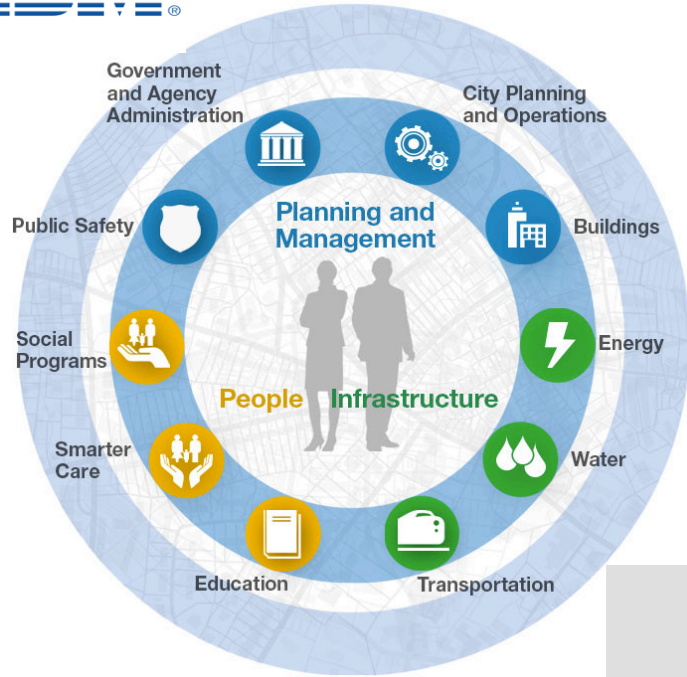 ®
Government
and Agency
Administration
City Planning
and Operations
Public Safety
Planning and
Management
Buildings
Social
Programs
Energy
People
Infrastructure
Smarter
Care
Water
Education
Transportation